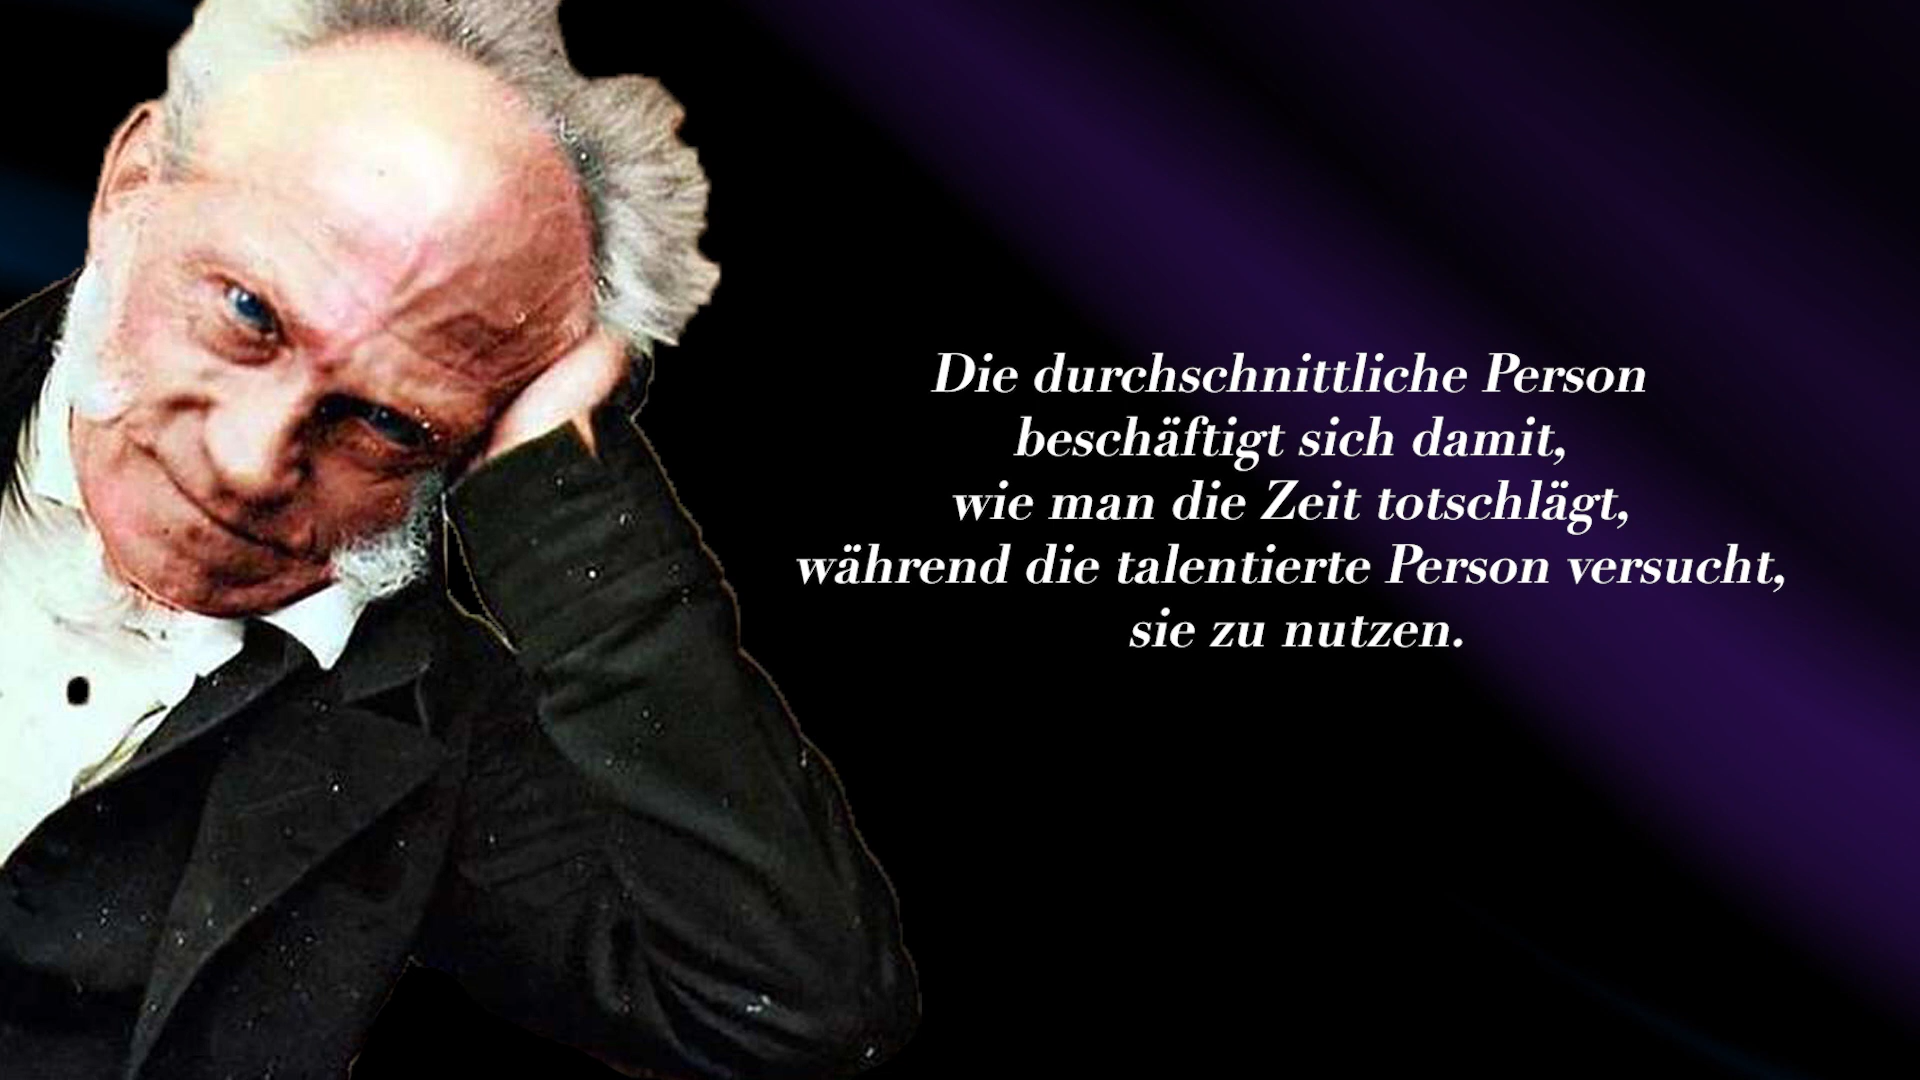 Die durchschnittliche Person
beschäftigt sich damit,
wie man die Zeit totschlägt,
während die talentierte Person versucht,
sie zu nutzen.